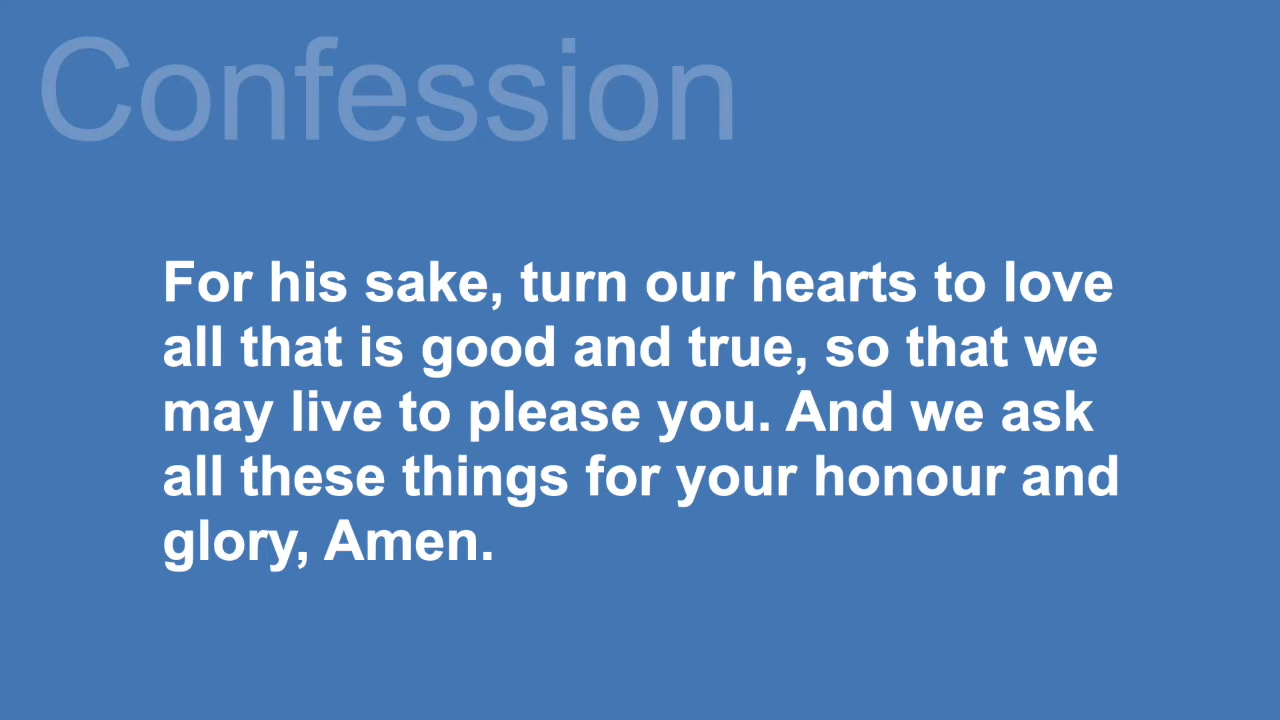 Confession
For his sake, turn our hearts to love
all that is good and true, so that we
may live to please you. And we ask
all these things for your honour and
glory, Amen.